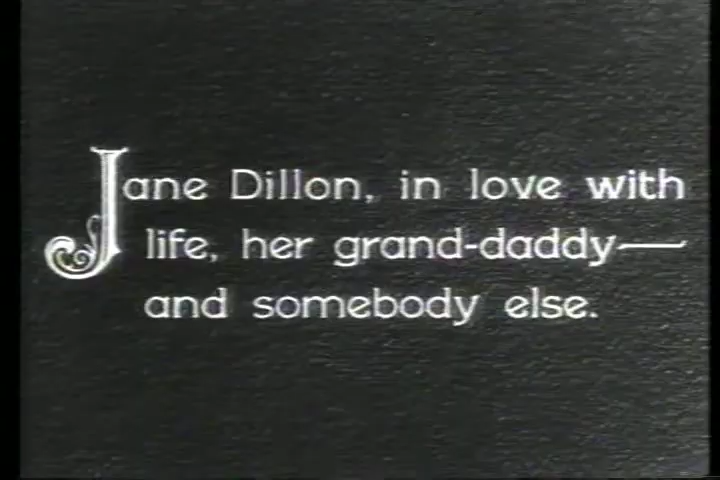 Jane Dillon, in love with
life, her grand-daddy—
and somebody else.